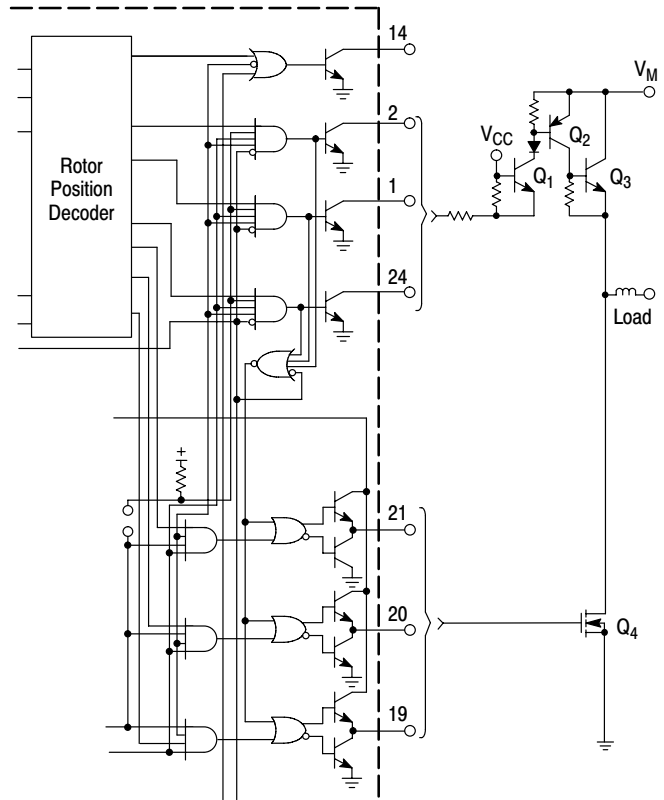 14
V_M
2
V_CC
Q_2
Q_1
Q_3
Rotor
Position
Decoder
1
24
Load
+
21
20
Q_4
19